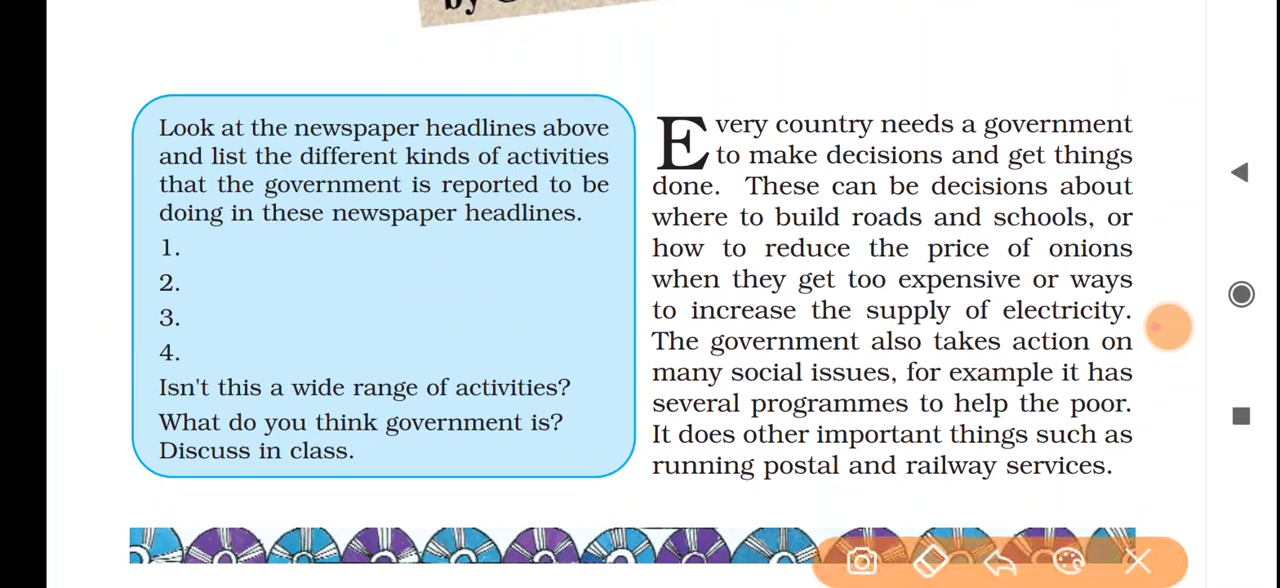 by
Look at the newspaper headlines above
and list the different kinds of activities
that the government is reported to be
doing in these newspaper headlines.
1.
2.
3.
4.
Isn't this a wide range of activities?
What do you think government is?
Discuss in class.
Every country needs a government
to make decisions and get things
done. These can be decisions about
where to build roads and schools, or
how to reduce the price of onions
when they get too expensive or ways
to increase the supply of electricity.
The government also takes action on
many social issues, for example it has
several programmes to help the poor.
It does other important things such as
running postal and railway services.